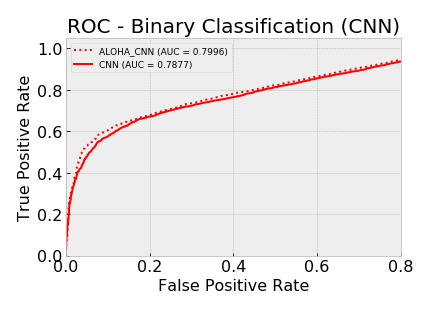 ROC - Binary Classification (CNN)
ALOHA_CNN (AUC = 0.7996)
CNN (AUC = 0.7877)
True Positive Rate
1.0
0.8
0.6
0.4
0.2
0.0
0.0 0.2 0.4 0.6 0.8
False Positive Rate